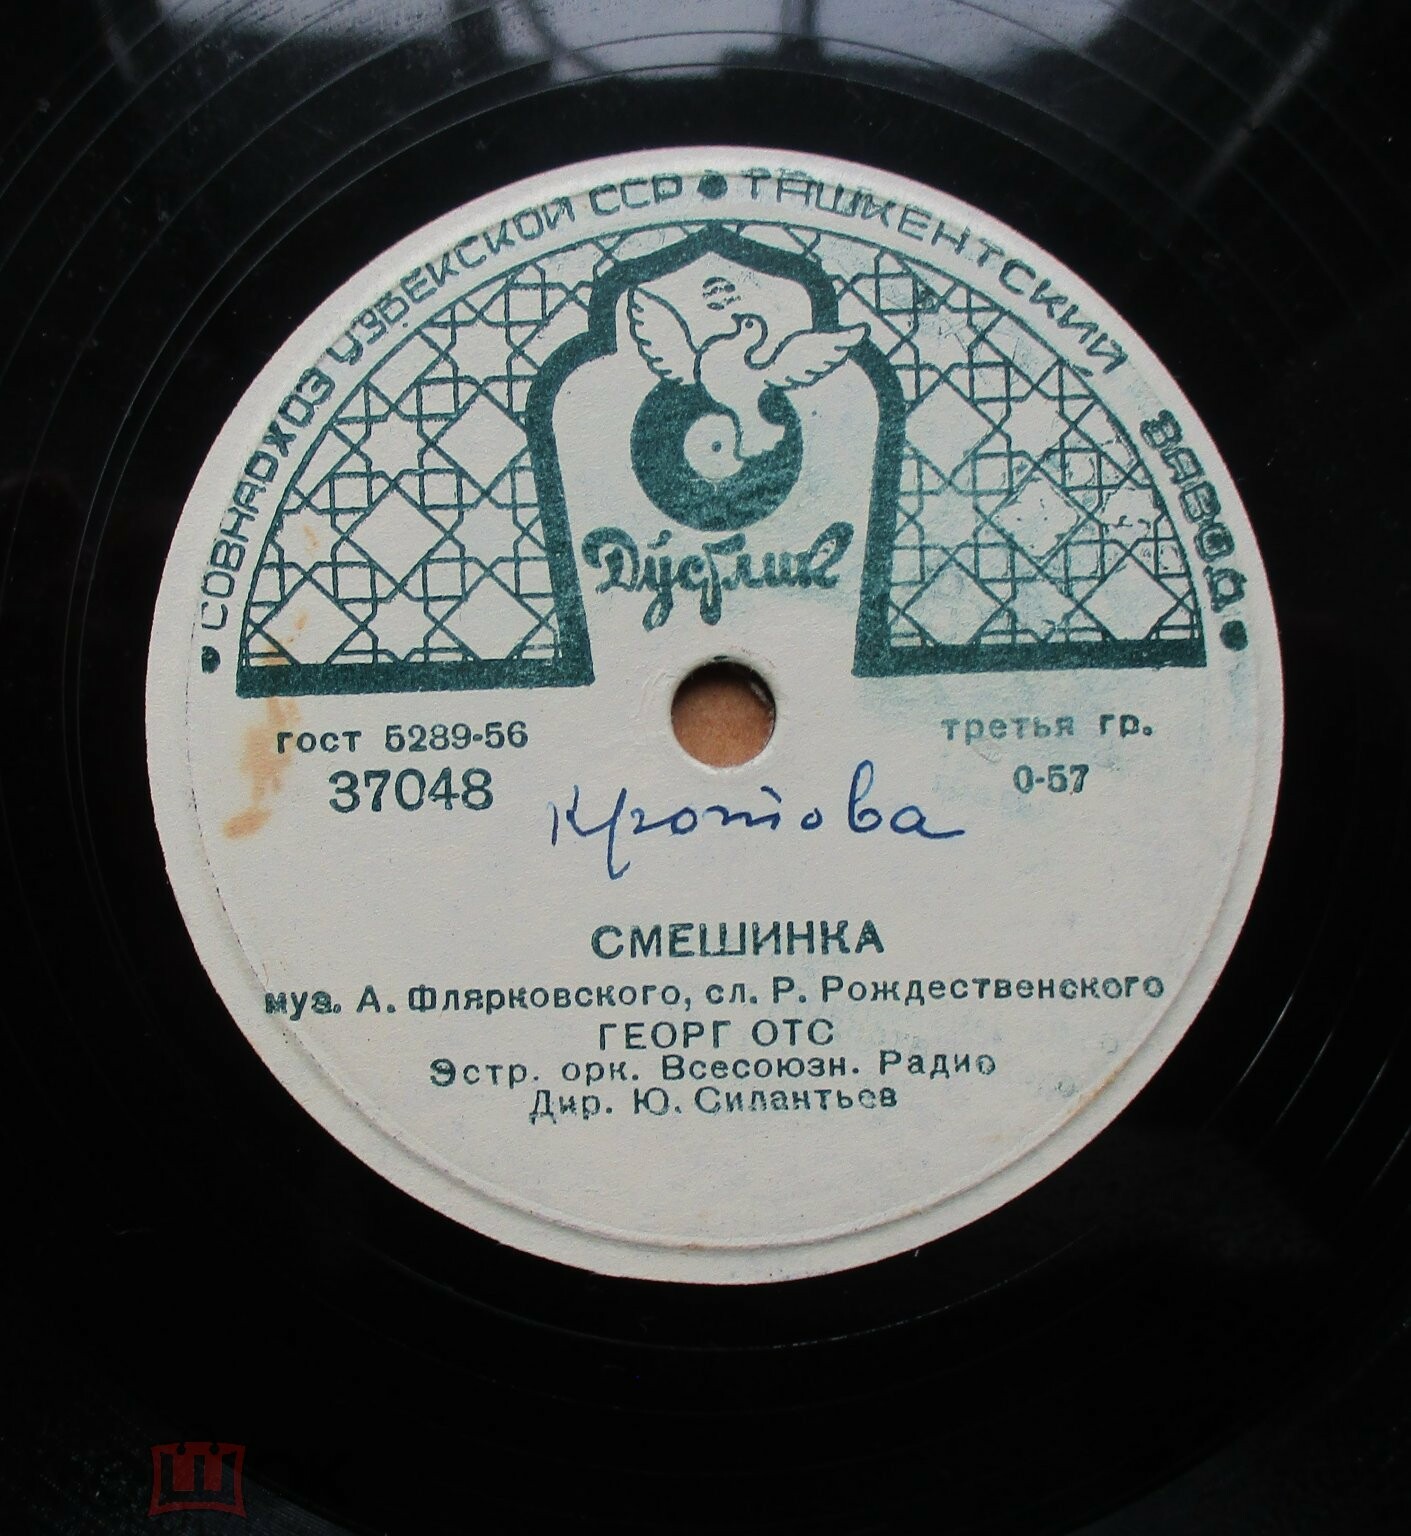 • СОВНАРХОЗ УЗБЕКСКОЙ ССР • ТАШКЕНТСКИЙ ЗАВОД •
Дӯстлик
ГОСТ 5289-56
37048
третья гр.
0-57
Кротова
СМЕШИНКА
муз. А. Флярковского, сл. Р. Рождественского
ГЕОРГ ОТС
Эстр. орк. Всесоюзн. Радио
Дир. Ю. Силантьев